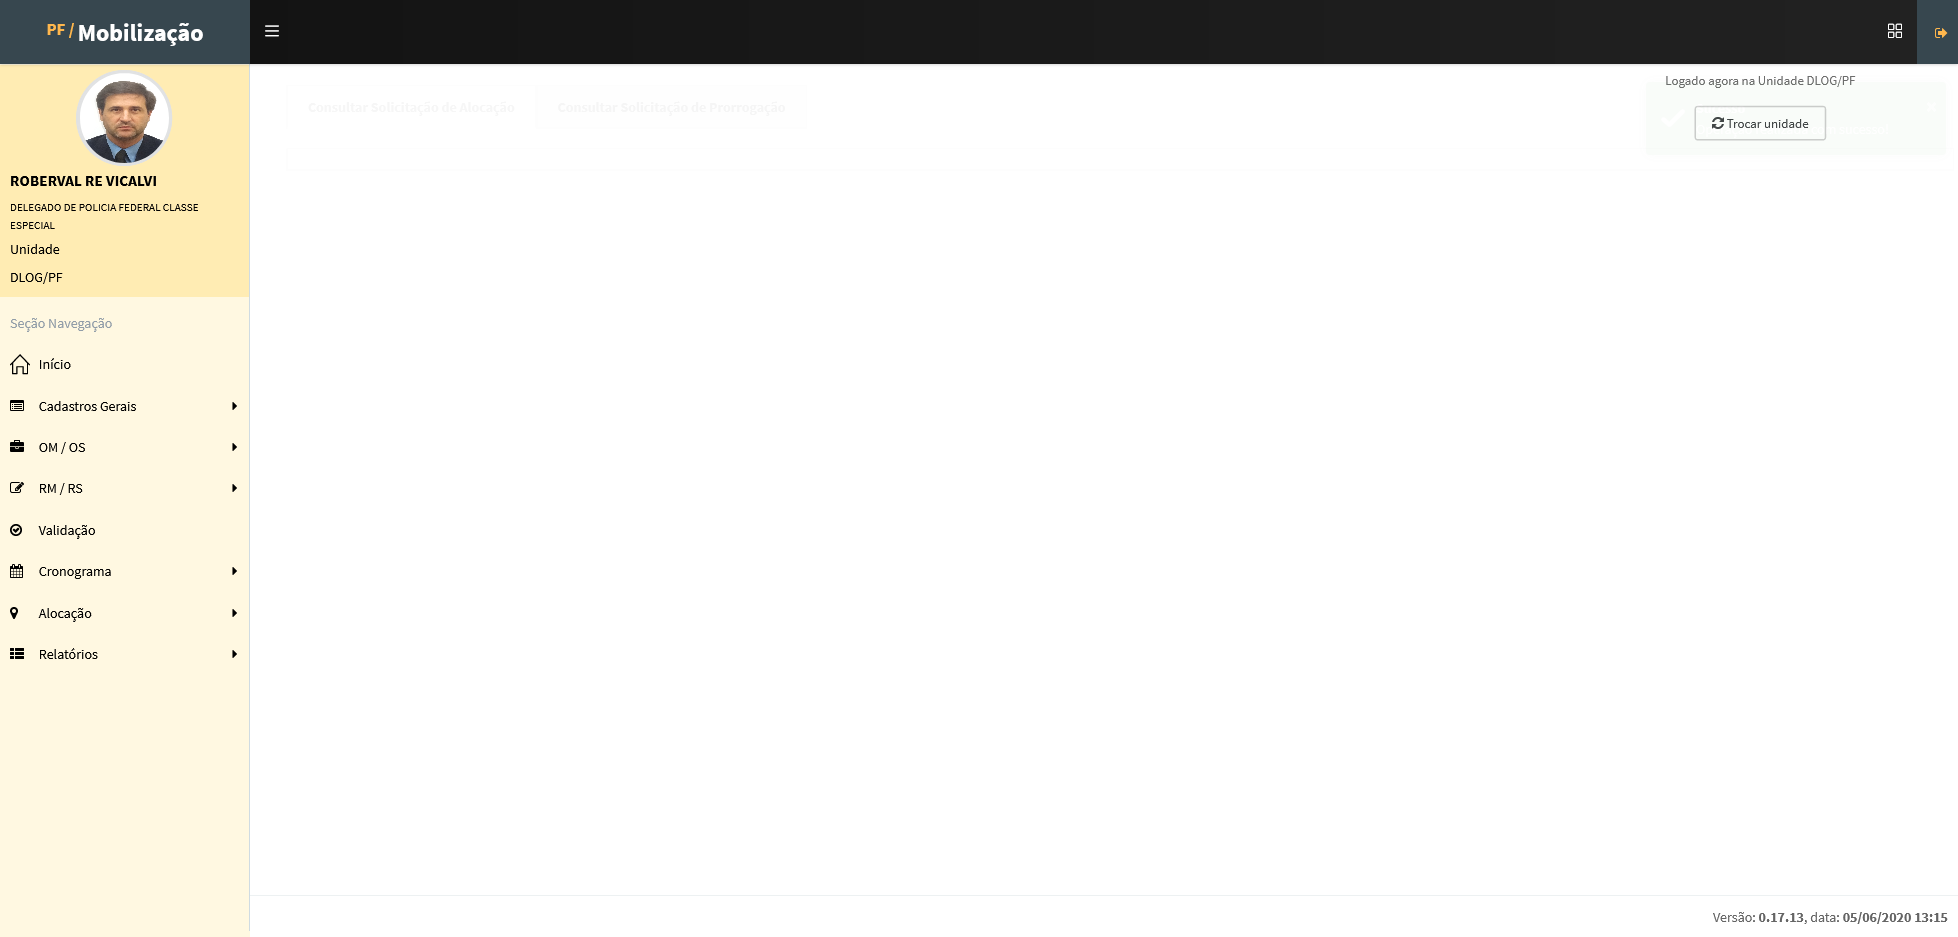 PF / Mobilização
ROBERVAL RE VICALVI
DELEGADO DE POLICIA FEDERAL CLASSE
ESPECIAL
Unidade
DLOG/PF
Seção Navegação
Início
Cadastros Gerais
OM / OS
RM / RS
Validação
Cronograma
Alocação
Relatórios
Consultar Solicitação de Alocação
Consultar Solicitação de Prorrogação
Logado agora na Unidade DLOG/PF
Trocar unidade
Versão: 0.17.13, data: 05/06/2020 13:15